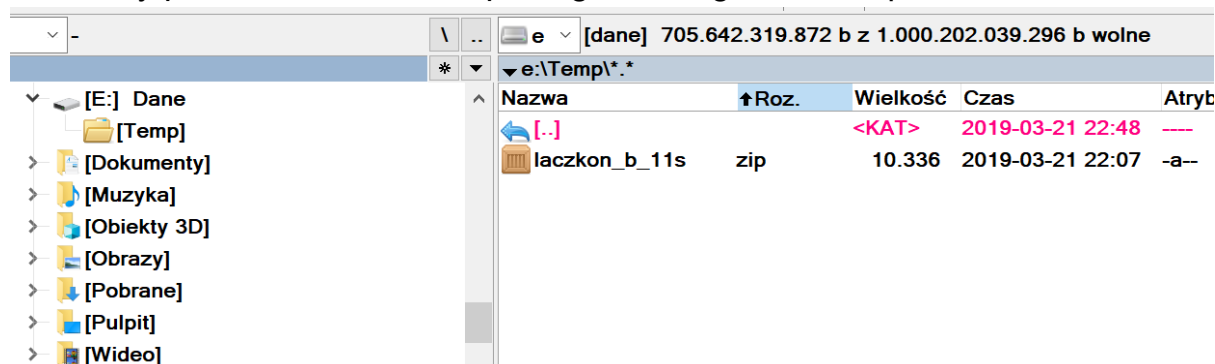 -
\ ..
e [dane] 705.642.319.872 b z 1.000.202.039.296 b wolne
* e:\Temp\*.*
[E:] Dane
[Temp]
[Dokumenty]
[Muzyka]
[Obiekty 3D]
[Obrazy]
[Pobrane]
[Pulpit]
[Wideo]
Nazwa Roz. Wielkość Czas Atryb
[..] <KAT> 2019-03-21 22:48 ----
laczkon_b_11s zip 10.336 2019-03-21 22:07 -a--